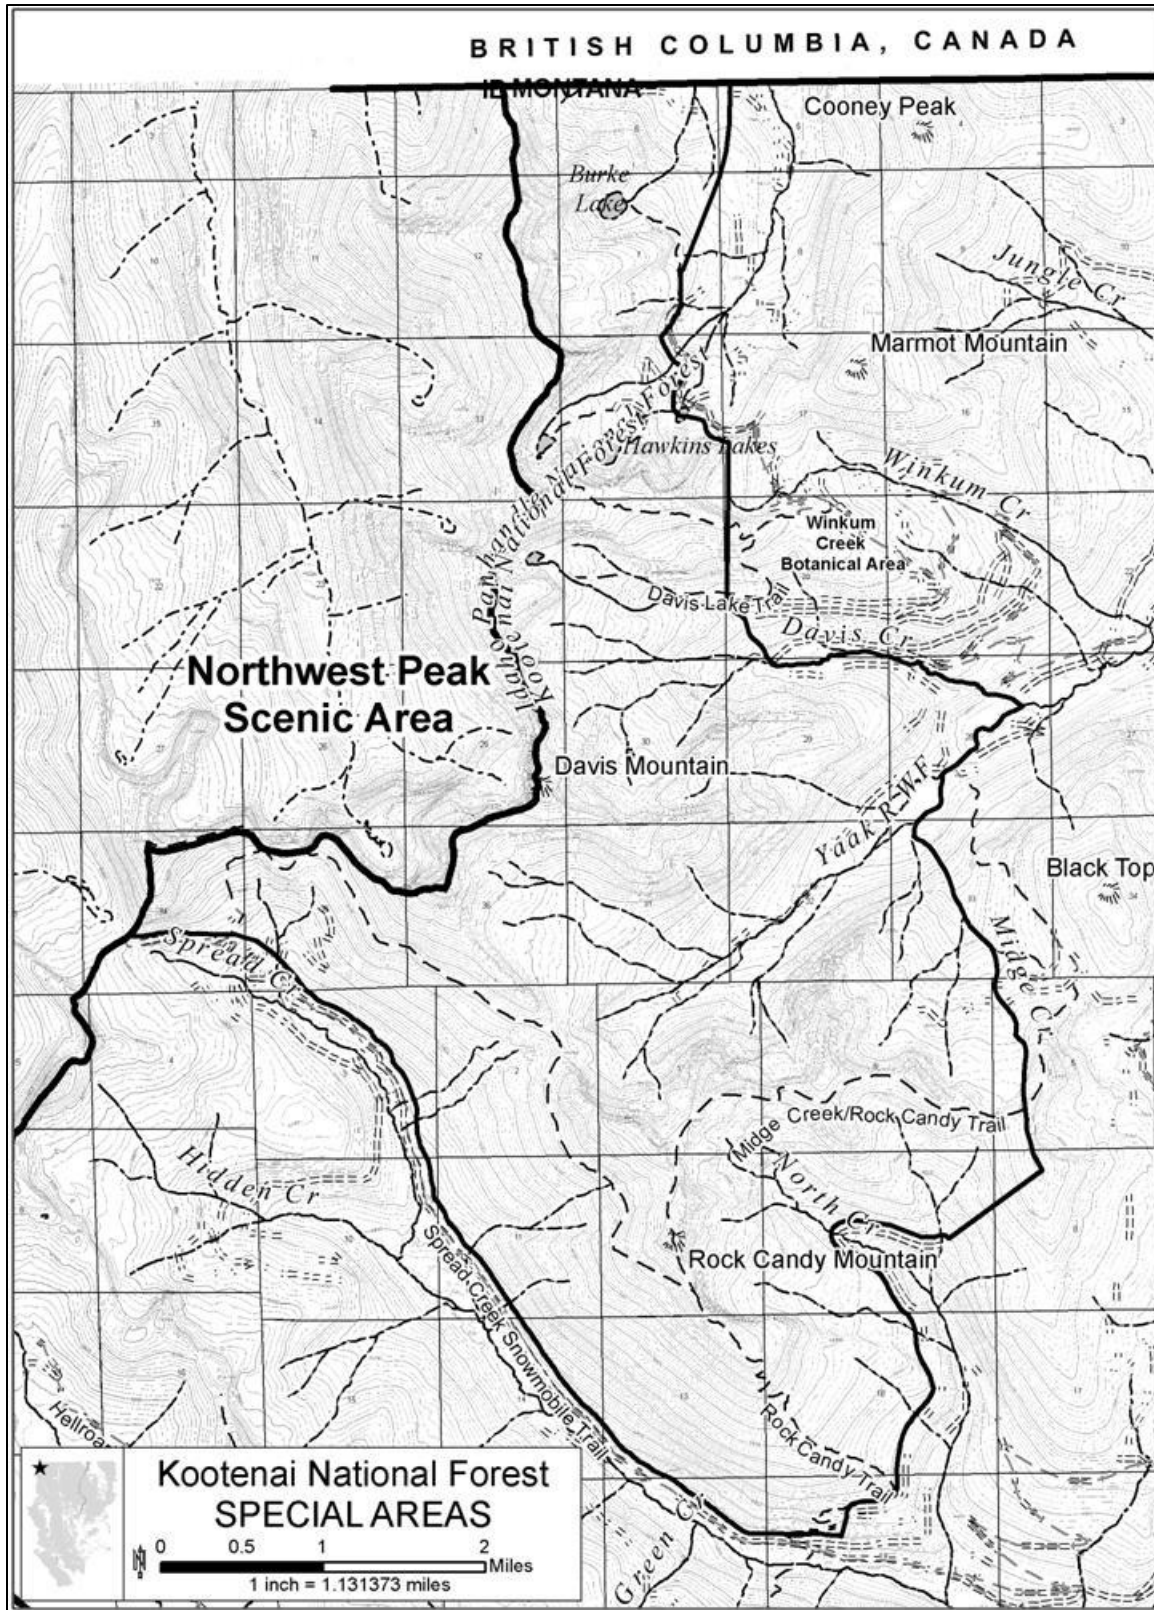 BRITISH COLUMBIA, CANADA
ID MONTANA
Cooney Peak
Burke
Lake
Jungle Cr
Marmot Mountain
Hawkins Lakes
Winkum Cr
Winkum
Creek
Botanical Area
Idaho Panhandle National Forest
Kootenai National Forest
Davis Lake Trail
Davis Cr
Northwest Peak
Scenic Area
Davis Mountain
Yaak R W F
Black Top
Midge Cr
Spread Cr
Midge Creek/Rock Candy Trail
Hidden Cr
North Cr
Rock Candy Mountain
Spread Creek Snowmobile Trail
Rock Candy Trail
Hellroa
Green Cr
Kootenai National Forest
SPECIAL AREAS
0 0.5 1 2
Miles
1 inch = 1.131373 miles
N